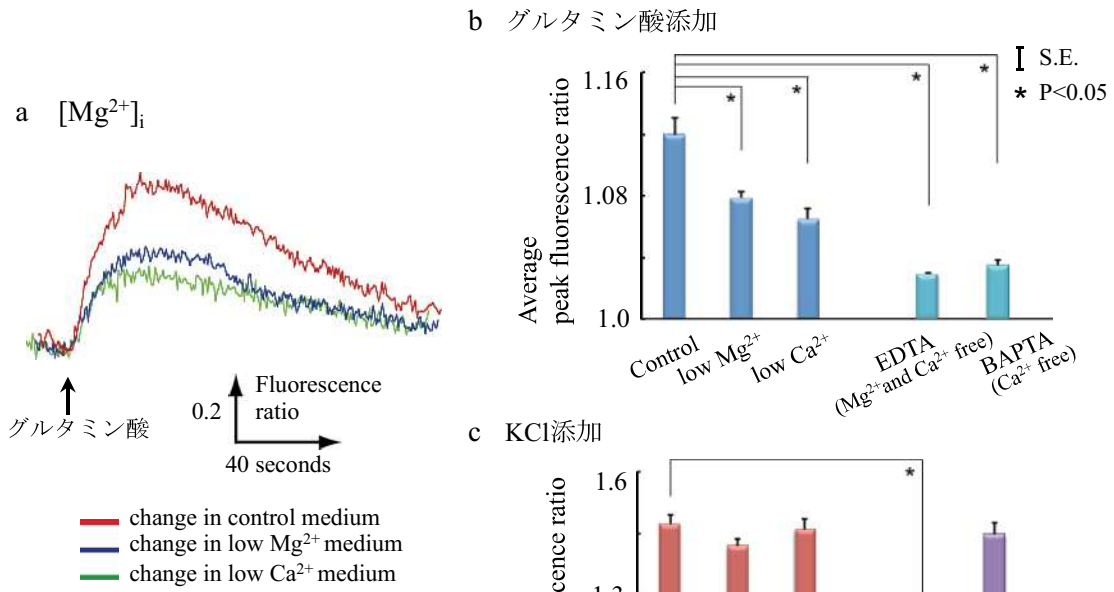 a [Mg²⁺]ᵢ
グルタミン酸
0.2
Fluorescence
ratio
40 seconds
change in control medium
change in low Mg²⁺ medium
change in low Ca²⁺ medium
b グルタミン酸添加
S.E.
* P<0.05
Average
peak fluorescence ratio
1.16
1.08
1.0
*
*
*
*
Control
low Mg²⁺
low Ca²⁺
EDTA
(Mg²⁺and Ca²⁺ free)
BAPTA
(Ca²⁺ free)
c KCl添加
1.6
*